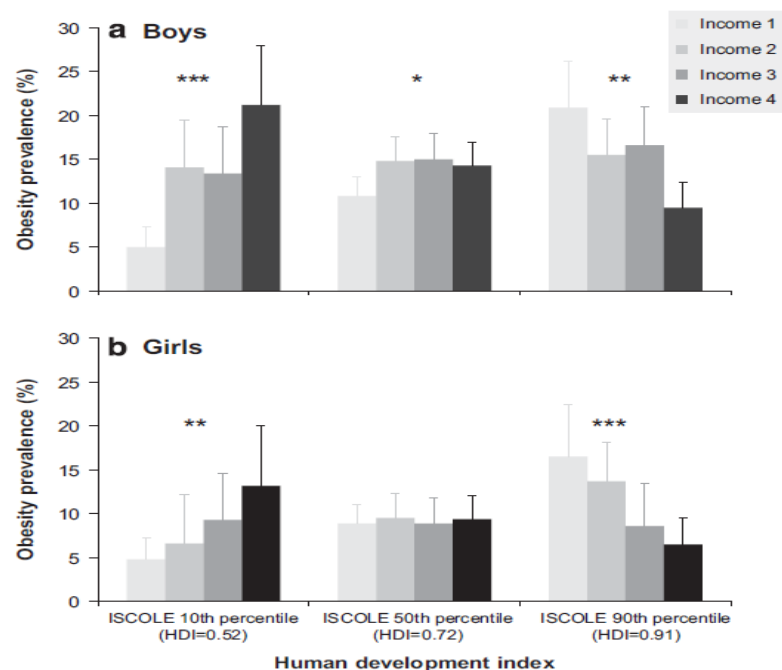 a Boys
Income 1
Income 2
Income 3
Income 4
Obesity prevalence (%)
30
25
20
15
10
5
0
***
*
**
b Girls
Obesity prevalence (%)
30
25
20
15
10
5
0
**
***
ISCOLE 10th percentile
(HDI=0.52)
ISCOLE 50th percentile
(HDI=0.72)
ISCOLE 90th percentile
(HDI=0.91)
Human development index